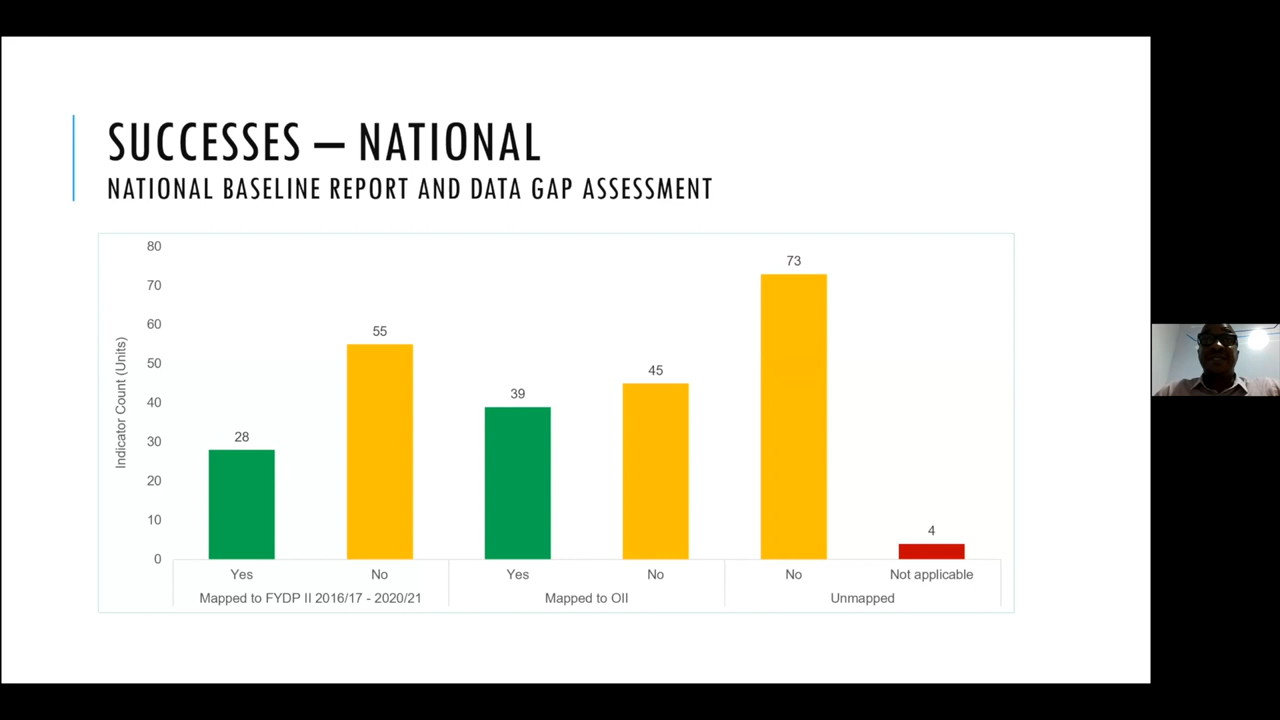 SUCCESSES – NATIONAL
NATIONAL BASELINE REPORT AND DATA GAP ASSESSMENT
80
70
60
50
40
30
20
10
0
Indicator Count (Units)
28
55
39
45
73
4
Yes
No
Yes
No
No
Not applicable
Mapped to FYDP II 2016/17 - 2020/21
Mapped to OII
Unmapped